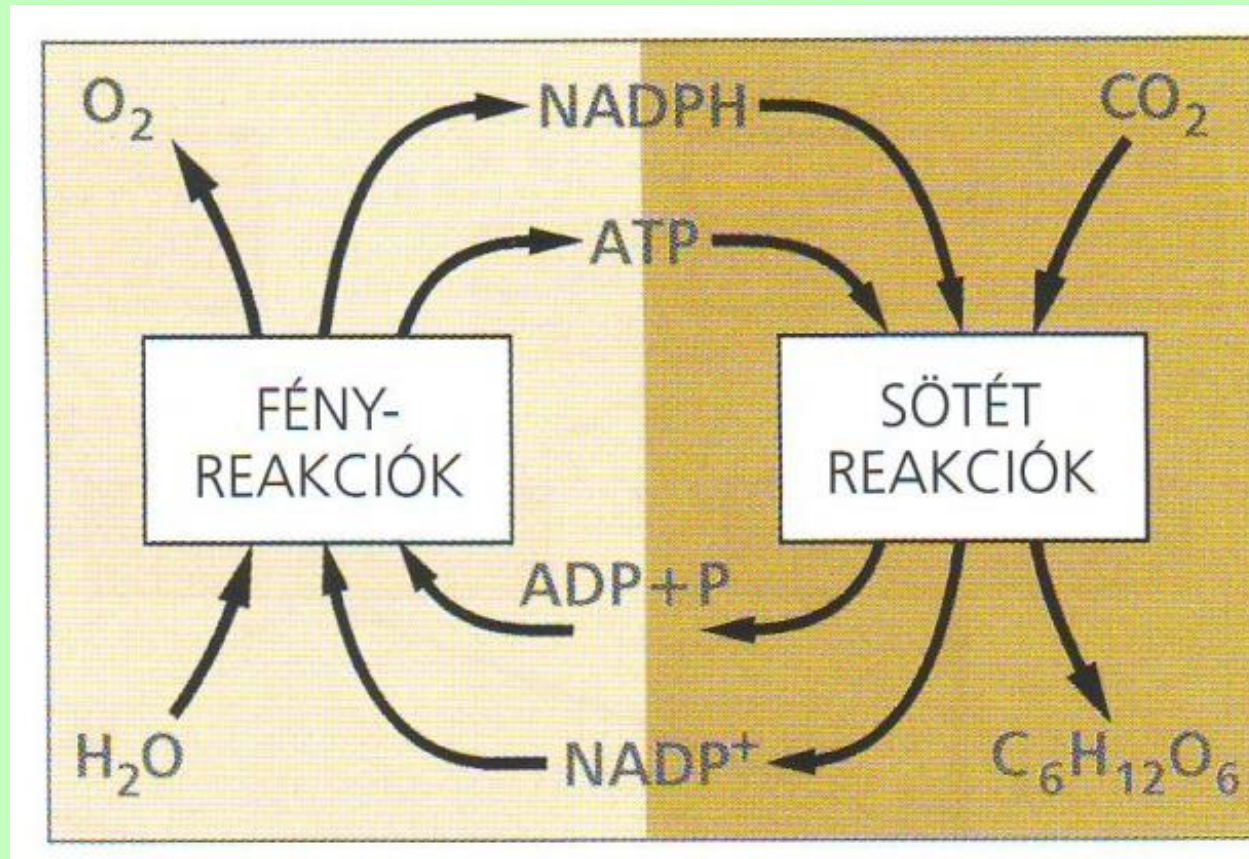 O₂
NADPH
CO₂
ATP
FÉNY-
REAKCIÓK
SÖTÉT
REAKCIÓK
ADP+P
H₂O
NADP⁺
C₆H₁₂O₆